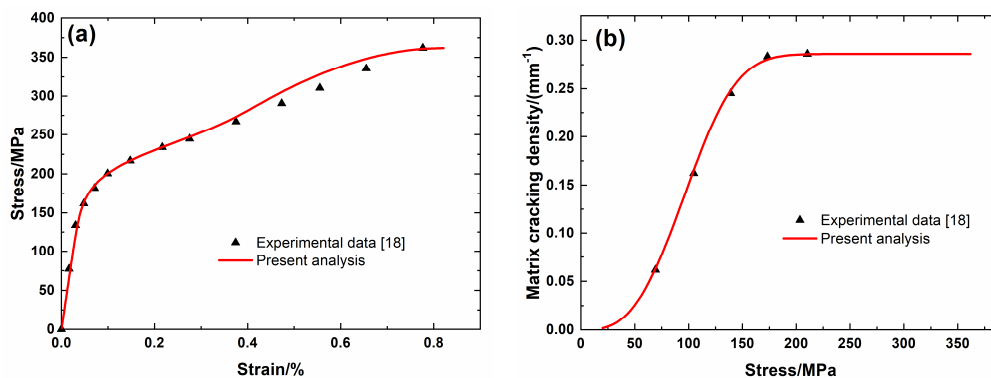 (a)
400
350
300
250
200
150
100
50
0
Stress/MPa
Experimental data [18]
Present analysis
0.0 0.2 0.4 0.6 0.8
Strain/%
(b)
0.30
0.25
0.20
0.15
0.10
0.05
0.00
Matrix cracking density/(mm⁻¹)
Experimental data [18]
Present analysis
0 50 100 150 200 250 300 350
Stress/MPa